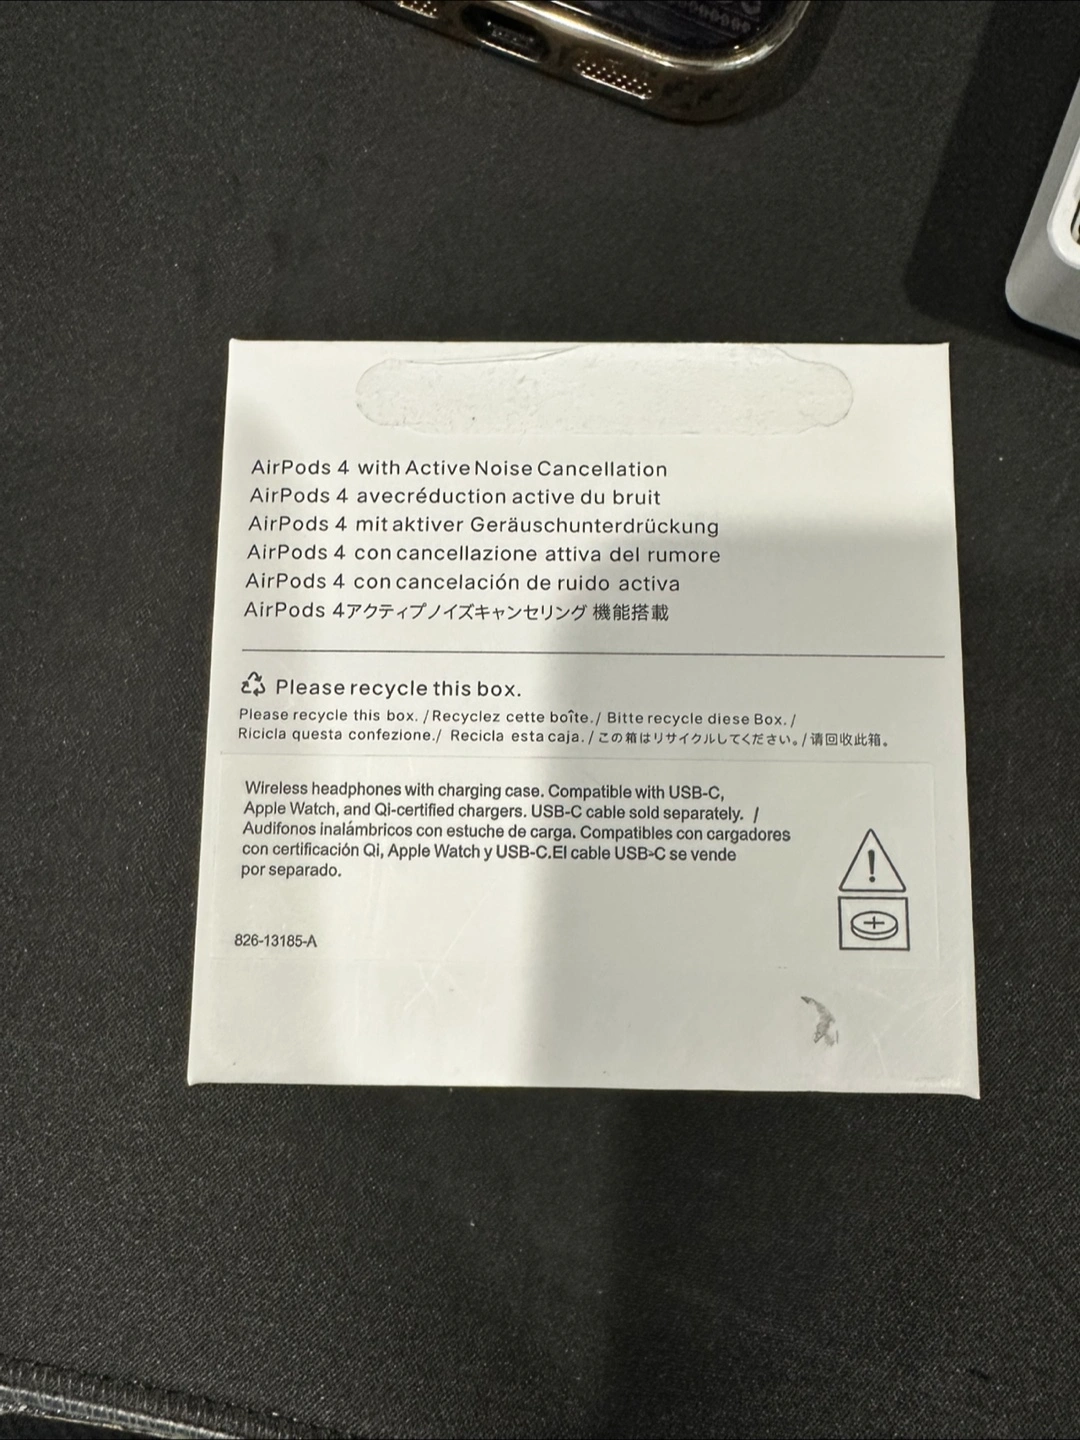 AirPods 4 with Active Noise Cancellation
AirPods 4 avecréduction active du bruit
AirPods 4 mit aktiver Geräuschunterdrückung
AirPods 4 con cancellazione attiva del rumore
AirPods 4 con cancelación de ruido activa
AirPods 4アクティブノイズキャンセリング 機能搭載
Please recycle this box.
Please recycle this box. / Recyclez cette boîte. / Bitte recycle diese Box. /
Ricicla questa confezione./ Recicla esta caja. / この箱はリサイクルしてください。/ 请回收此箱。
Wireless headphones with charging case. Compatible with USB-C,
Apple Watch, and Qi-certified chargers. USB-C cable sold separately. /
Audifonos inalámbricos con estuche de carga. Compatibles con cargadores
con certificación Qi, Apple Watch y USB-C.El cable USB-C se vende
por separado.
826-13185-A